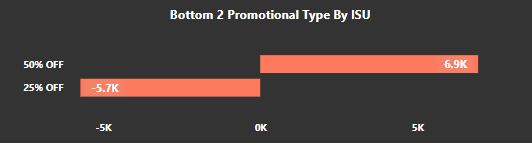 Bottom 2 Promotional Type By ISU
50% OFF 6.9K
25% OFF -5.7K
-5K 0K 5K